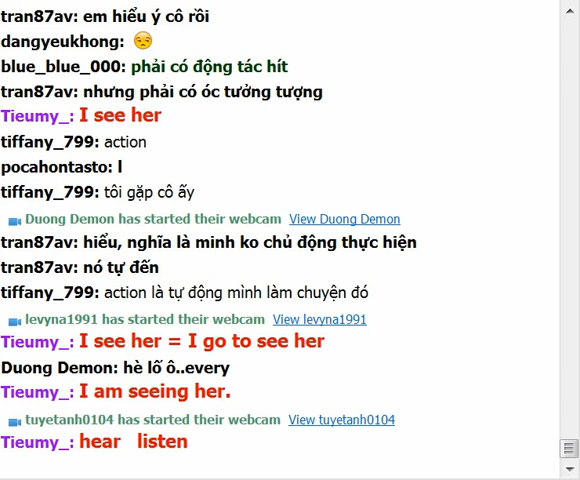 tran87av: em hiểu ý cô rồi
dangyeukhong:
blue_blue_000: phải có động tác hít
tran87av: nhưng phải có óc tưởng tượng
Tieumy_: I see her
tiffany_799: action
pocahontasto: l
tiffany_799: tôi gặp cô ấy
Duong Demon has started their webcam View Duong Demon
tran87av: hiểu, nghĩa là minh ko chủ động thực hiện
tran87av: nó tự đến
tiffany_799: action là tự động mình làm chuyện đó
levyna1991 has started their webcam View levyna1991
Tieumy_: I see her = I go to see her
Duong Demon: hè lố ô..every
Tieumy_: I am seeing her.
tuyetanh0104 has started their webcam View tuyetanh0104
Tieumy_: hear listen